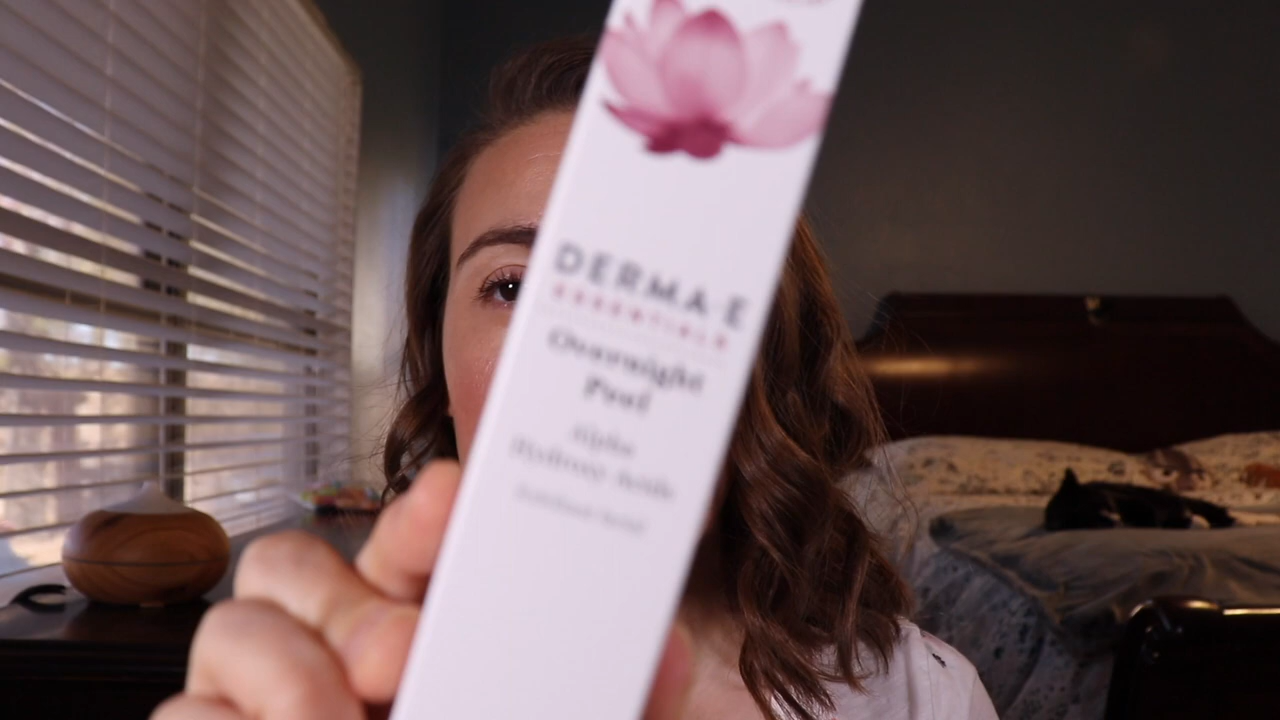 DERMA·E
ESSENTIALS
Overnight
Peel
Alpha
Hydroxy Acids